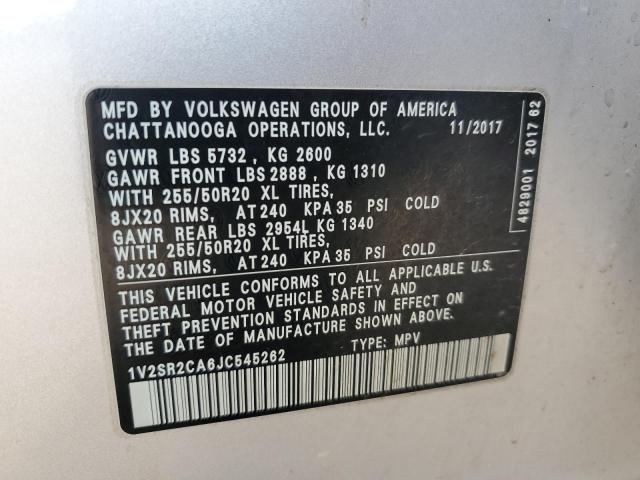 MFD BY VOLKSWAGEN GROUP OF AMERICA
CHATTANOOGA OPERATIONS, LLC. 11/2017
GVWR LBS 5732 , KG 2600
GAWR FRONT LBS 2888 , KG 1310
WITH 255/50R20 XL TIRES,
8JX20 RIMS, AT 240 KPA 35 PSI COLD
GAWR REAR LBS 2954L KG 1340
WITH 255/50R20 XL TIRES,
8JX20 RIMS, AT 240 KPA 35 PSI COLD
THIS VEHICLE CONFORMS TO ALL APPLICABLE U.S.
FEDERAL MOTOR VEHICLE SAFETY AND
THEFT PREVENTION STANDARDS IN EFFECT ON
THE DATE OF MANUFACTURE SHOWN ABOVE.
1V2SR2CA6JC545262 TYPE: MPV
4829001 2017 62